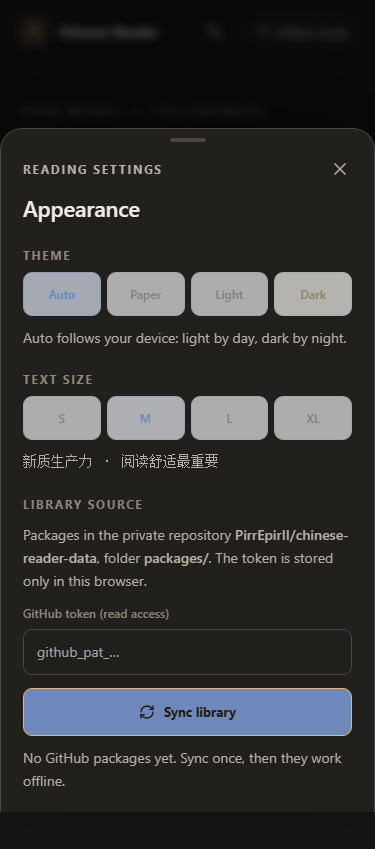 Chinese Reader
READING SETTINGS
Appearance
THEME
Auto Paper Light Dark
Auto follows your device: light by day, dark by night.
TEXT SIZE
S M L XL
新质生产力 · 阅读舒适最重要
LIBRARY SOURCE
Packages in the private repository PirrEpirII/chinese-
reader-data, folder packages/. The token is stored
only in this browser.
GitHub token (read access)
github_pat_...
Sync library
No GitHub packages yet. Sync once, then they work
offline.